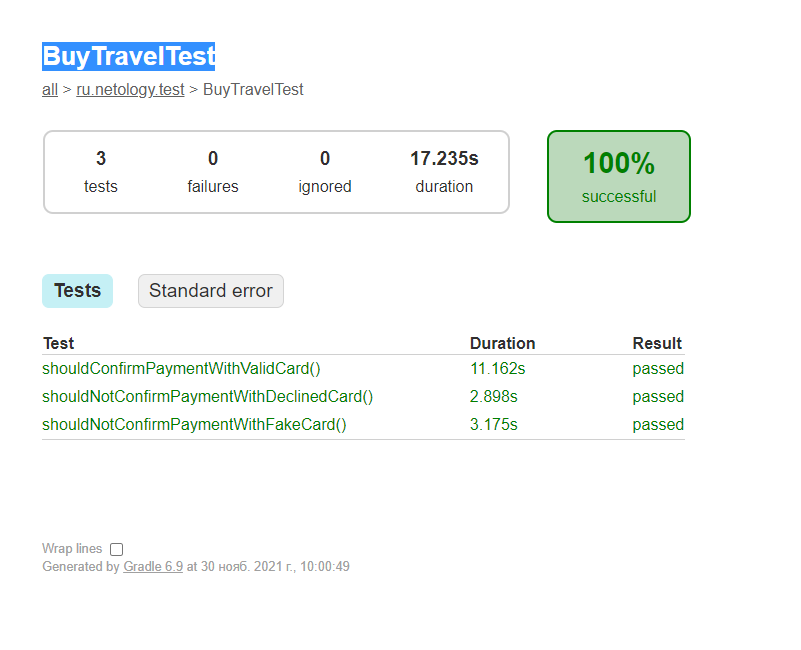 BuyTravelTest
all > ru.netology.test > BuyTravelTest
3 0 0 17.235s
tests failures ignored duration
100%
successful
Tests Standard error
Test Duration Result
shouldConfirmPaymentWithValidCard() 11.162s passed
shouldNotConfirmPaymentWithDeclinedCard() 2.898s passed
shouldNotConfirmPaymentWithFakeCard() 3.175s passed
Wrap lines
Generated by Gradle 6.9 at 30 нояб. 2021 г., 10:00:49